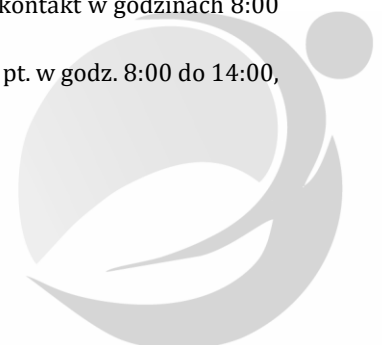 kontakt w godzinach 8:00
pt. w godz. 8:00 do 14:00,